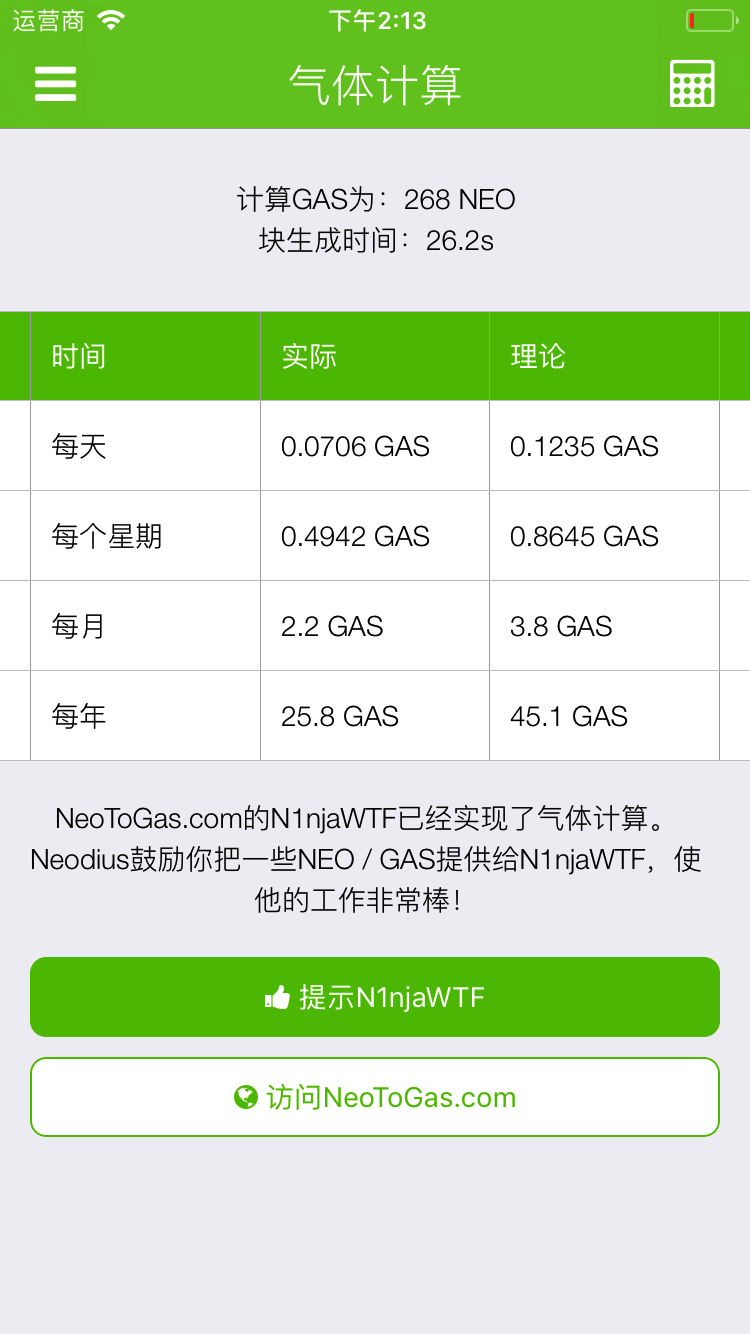 运营商 下午2:13
气体计算
计算GAS为：268 NEO
块生成时间：26.2s
时间 实际 理论
每天 0.0706 GAS 0.1235 GAS
每个星期 0.4942 GAS 0.8645 GAS
每月 2.2 GAS 3.8 GAS
每年 25.8 GAS 45.1 GAS
NeoToGas.com的N1njaWTF已经实现了气体计算。
Neodius鼓励你把一些NEO / GAS提供给N1njaWTF，使
他的工作非常棒！
提示N1njaWTF
访问NeoToGas.com